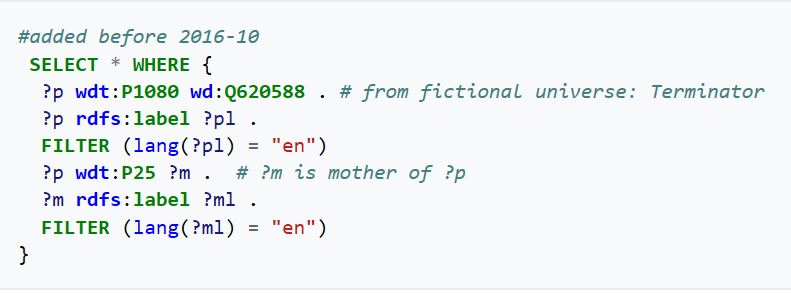 #added before 2016-10
SELECT * WHERE {
?p wdt:P1080 wd:Q620588 . # from fictional universe: Terminator
?p rdfs:label ?pl .
FILTER (lang(?pl) = "en")
?p wdt:P25 ?m . # ?m is mother of ?p
?m rdfs:label ?ml .
FILTER (lang(?ml) = "en")
}